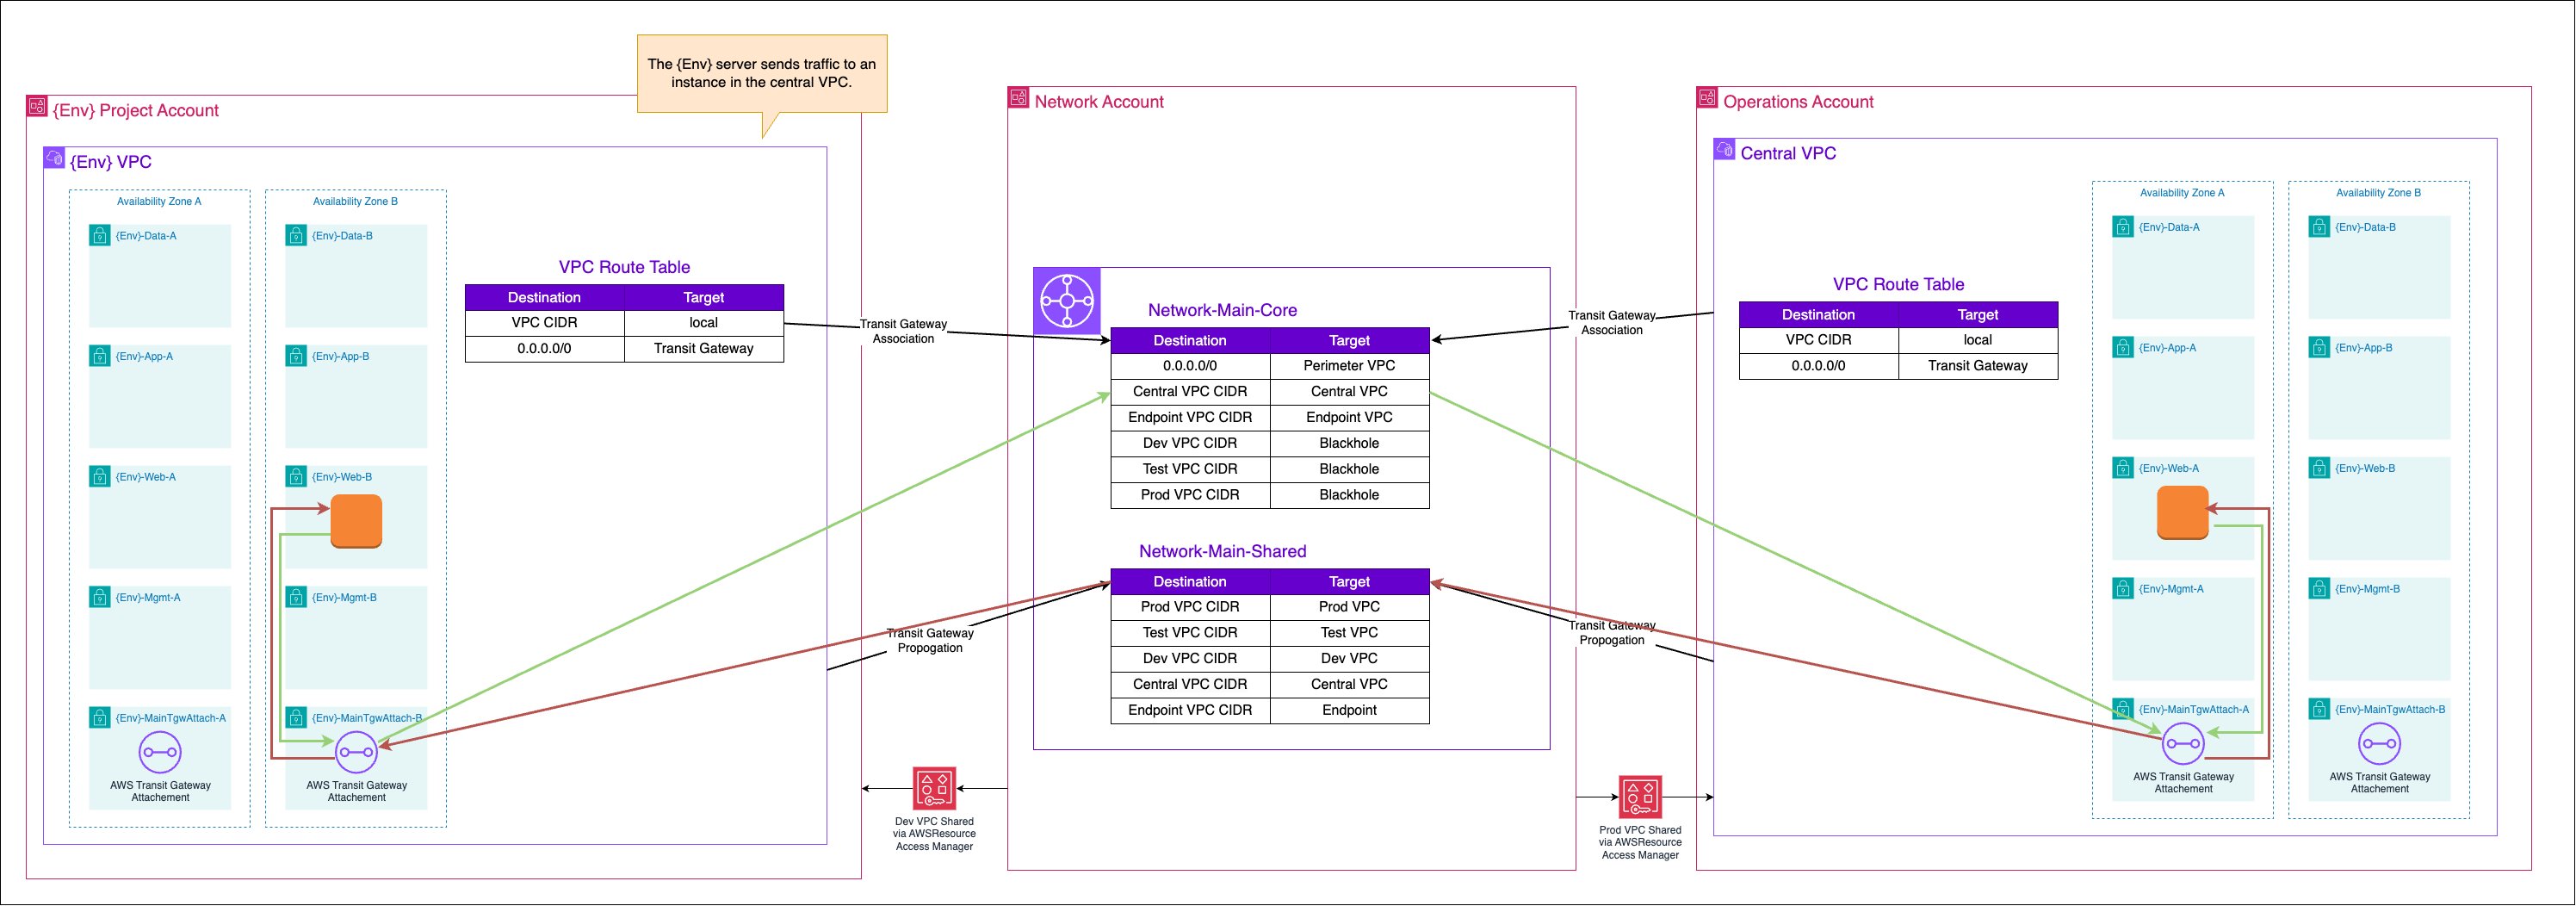 The {Env} server sends traffic to an
instance in the central VPC.
{Env} Project Account
{Env} VPC
Availability Zone A
{Env}-Data-A
{Env}-App-A
{Env}-Web-A
{Env}-Mgmt-A
{Env}-MainTgwAttach-A
AWS Transit Gateway
Attachement
Availability Zone B
{Env}-Data-B
{Env}-App-B
{Env}-Web-B
{Env}-Mgmt-B
{Env}-MainTgwAttach-B
AWS Transit Gateway
Attachement
VPC Route Table
Destination Target
VPC CIDR local
0.0.0.0/0 Transit Gateway
Transit Gateway
Association
Transit Gateway
Propogation
Dev VPC Shared
via AWSResource
Access Manager
Network Account
Network-Main-Core
Destination Target
0.0.0.0/0 Perimeter VPC
Central VPC CIDR Central VPC
Endpoint VPC CIDR Endpoint VPC
Dev VPC CIDR Blackhole
Test VPC CIDR Blackhole
Prod VPC CIDR Blackhole
Network-Main-Shared
Destination Target
Prod VPC CIDR Prod VPC
Test VPC CIDR Test VPC
Dev VPC CIDR Dev VPC
Central VPC CIDR Central VPC
Endpoint VPC CIDR Endpoint
Transit Gateway
Association
Transit Gateway
Propogation
Prod VPC Shared
via AWSResource
Access Manager
Operations Account
Central VPC
VPC Route Table
Destination Target
VPC CIDR local
0.0.0.0/0 Transit Gateway
Availability Zone A
{Env}-Data-A
{Env}-App-A
{Env}-Web-A
{Env}-Mgmt-A
{Env}-MainTgwAttach-A
AWS Transit Gateway
Attachement
Availability Zone B
{Env}-Data-B
{Env}-App-B
{Env}-Web-B
{Env}-Mgmt-B
{Env}-MainTgwAttach-B
AWS Transit Gateway
Attachement